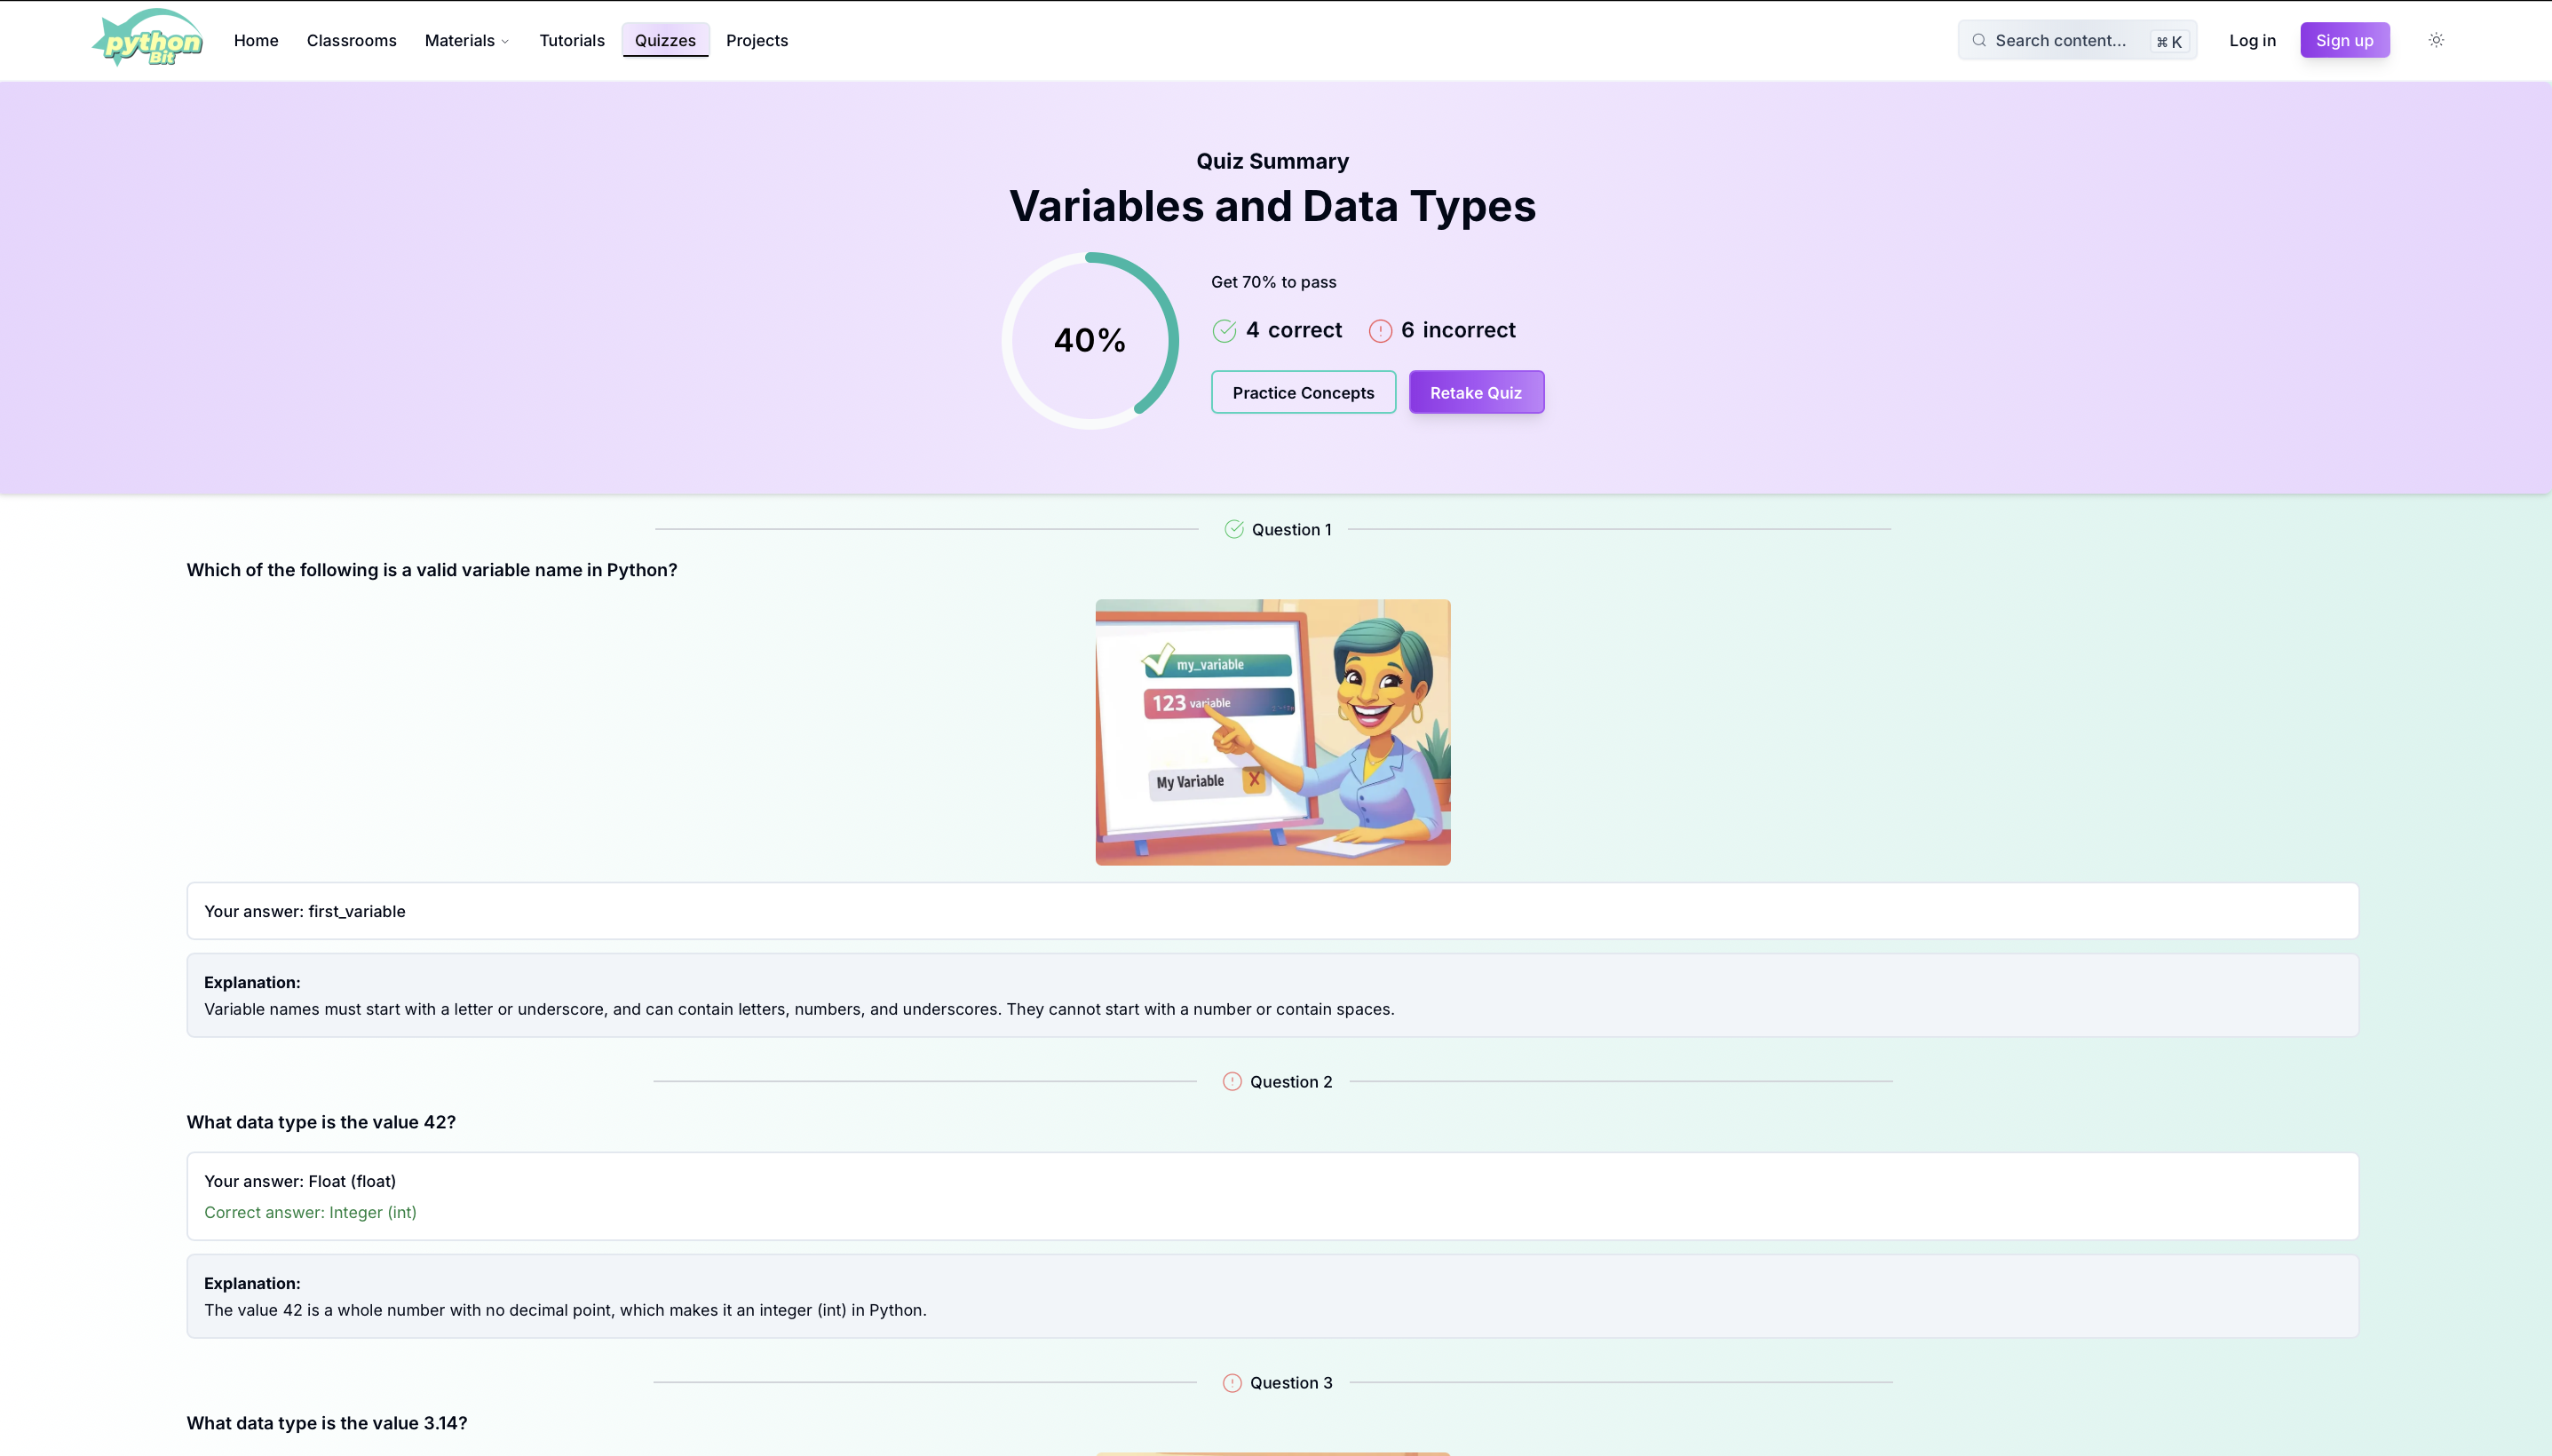 python
Bit
Home
Classrooms
Materials
Tutorials
Quizzes
Projects
Search content...
⌘ K
Log in
Sign up
Quiz Summary
Variables and Data Types
40%
Get 70% to pass
4 correct
6 incorrect
Practice Concepts
Retake Quiz
Question 1
Which of the following is a valid variable name in Python?
my_variable
123 variable
My Variable
Your answer: first_variable
Explanation:
Variable names must start with a letter or underscore, and can contain letters, numbers, and underscores. They cannot start with a number or contain spaces.
Question 2
What data type is the value 42?
Your answer: Float (float)
Correct answer: Integer (int)
Explanation:
The value 42 is a whole number with no decimal point, which makes it an integer (int) in Python.
Question 3
What data type is the value 3.14?